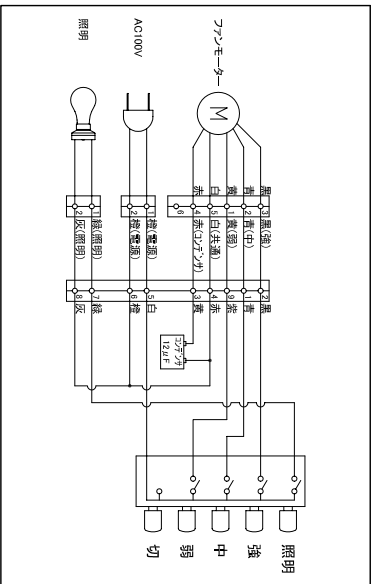 ファンモーター
AC100V
照明
M
黒
青
黄
白
赤
3 黒(強)
2 青(中)
1 黄(弱)
5 白(共通)
4 赤(コンデンサ)
6
1 橙(電源)
2 橙(電源)
1 緑(照明)
2 灰(照明)
2 黒
1 青
9 紫
4 赤
3 黄
5 白
6 橙
7 緑
8 灰
コンデンサ
12μF
照明
強
中
弱
切